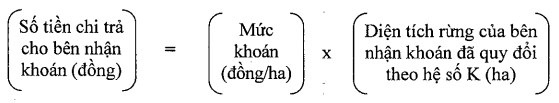 Số tiền chi trả
cho bên nhận
khoán (đồng)
=
Mức
khoán
(đồng/ha)
x
Diện tích rừng của bên
nhận khoán đã quy đổi
theo hệ số K (ha)